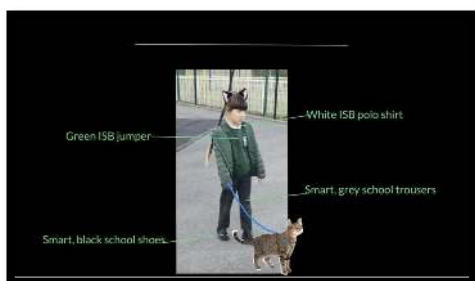 White ISB polo shirt
Green ISB jumper
Smart, grey school trousers
Smart, black school shoes